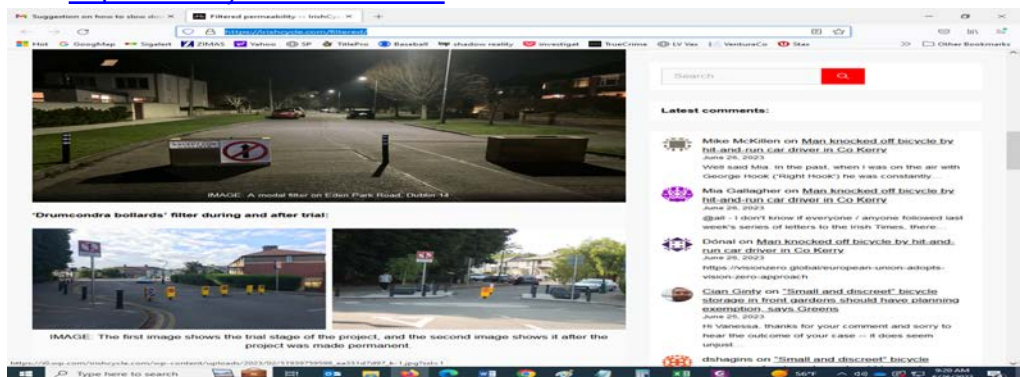 Suggestion on how to slow do
Filtered permeability -- IrishCy
https://irishcycle.com/filtered/
Hot GoogMap Sigalert ZIMAS Yahoo SP TitlePro Baseball shadow reality investigat TrueCrime LV Vax VentureCo Stax Other Bookmarks
IMAGE: A modal filter on Eden Park Road, Dublin 14
'Drumcondra bollards' filter during and after trial:
IMAGE: The first image shows the trial stage of the project, and the second image shows it after the
project was made permanent.
Search
Latest comments:
Mike McKillen on Man knocked off bicycle by
hit-and-run car driver in Co Kerry
June 26, 2023
Well said Mia. In the past, when I was on the air with
George Hook ('Right Hook') he was constantly...
Mia Gallagher on Man knocked off bicycle by
hit-and-run car driver in Co Kerry
June 26, 2023
@all - I don't know if everyone / anyone followed last
week's series of letters to the Irish Times, there...
Dónal on Man knocked off bicycle by hit-and-
run car driver in Co Kerry
June 26, 2023
https://visionzero.global/european-union-adopts-
vision-zero-approach
Cian Ginty on "Small and discreet" bicycle
storage in front gardens should have planning
exemption, says Greens
June 25, 2023
Hi Vanessa, thanks for your comment and sorry to
hear the outcome of your case -- it does seem
unjust...
dshagins on "Small and discreet" bicycle
Type here to search
56°F
9:20 AM